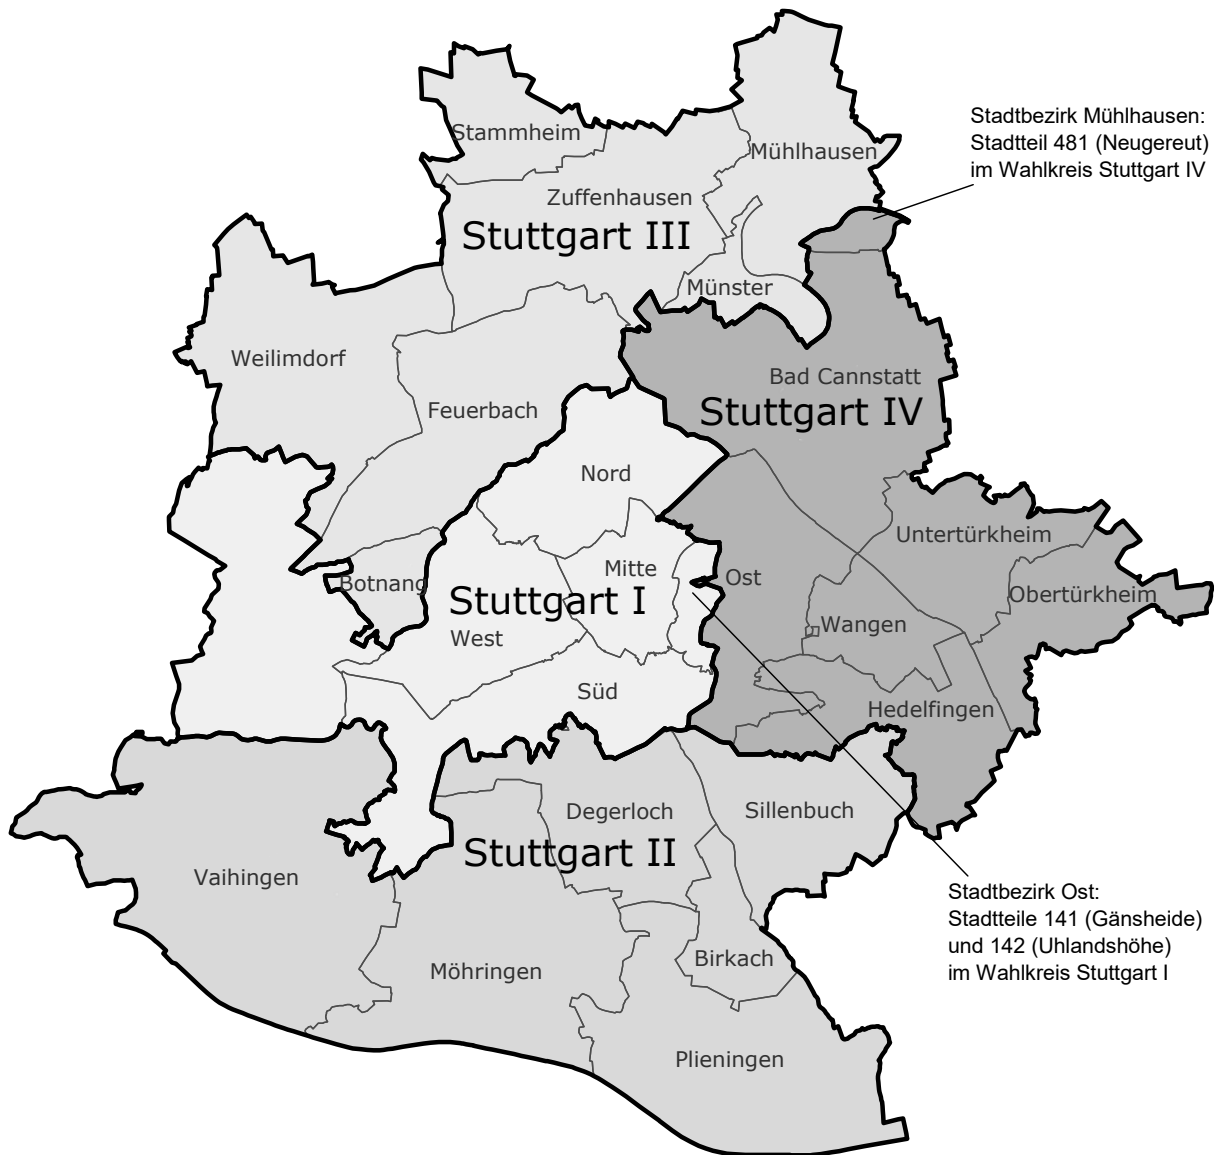 Stadtbezirk Mühlhausen:
Stadtteil 481 (Neugereut)
im Wahlkreis Stuttgart IV
Stammheim
Mühlhausen
Zuffenhausen
Stuttgart III
Münster
Weilimdorf
Bad Cannstatt
Feuerbach
Stuttgart IV
Nord
Untertürkheim
Mitte
Ost
Botnang
Obertürkheim
Stuttgart I
Wangen
West
Süd
Hedelfingen
Degerloch
Sillenbuch
Stuttgart II
Vaihingen
Stadtbezirk Ost:
Stadtteile 141 (Gänsheide)
und 142 (Uhlandshöhe)
im Wahlkreis Stuttgart I
Birkach
Möhringen
Plieningen